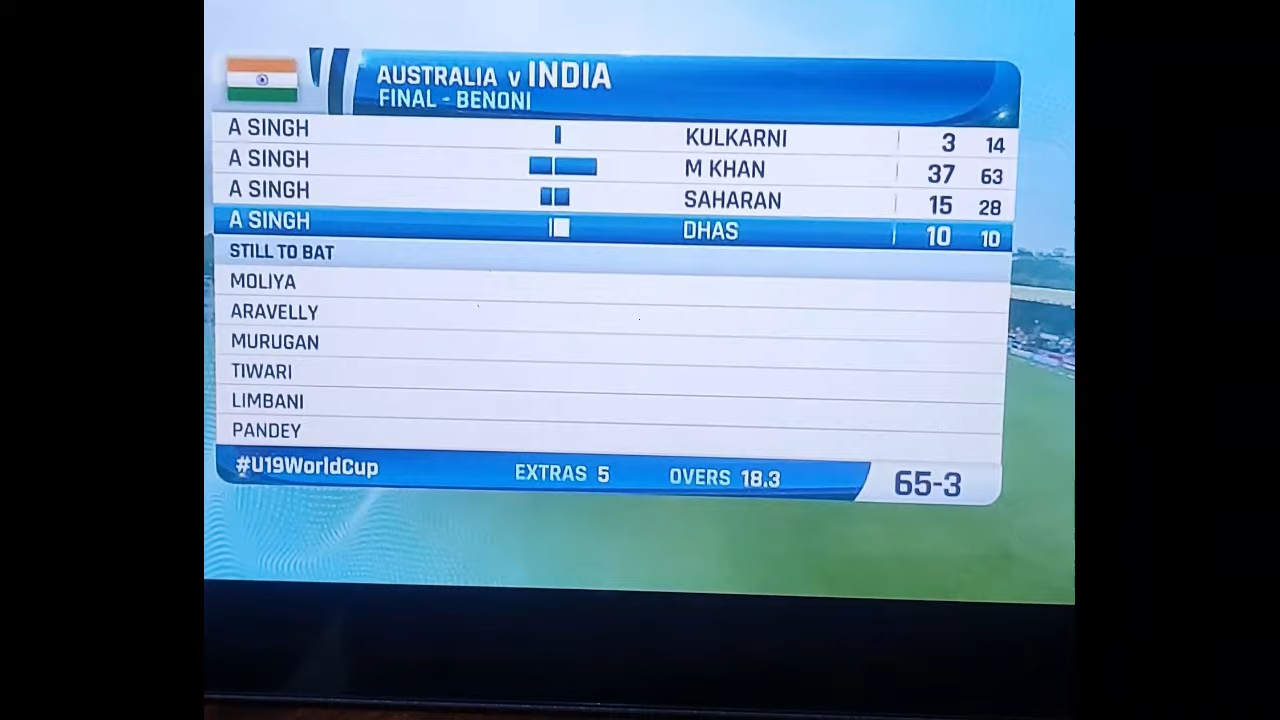 AUSTRALIA v INDIA
FINAL - BENONI
A SINGH KULKARNI 3 14
A SINGH M KHAN 37 63
A SINGH SAHARAN 15 28
A SINGH DHAS 10 10
STILL TO BAT
MOLIYA
ARAVELLY
MURUGAN
TIWARI
LIMBANI
PANDEY
#U19WorldCup EXTRAS 5 OVERS 18.3 65-3